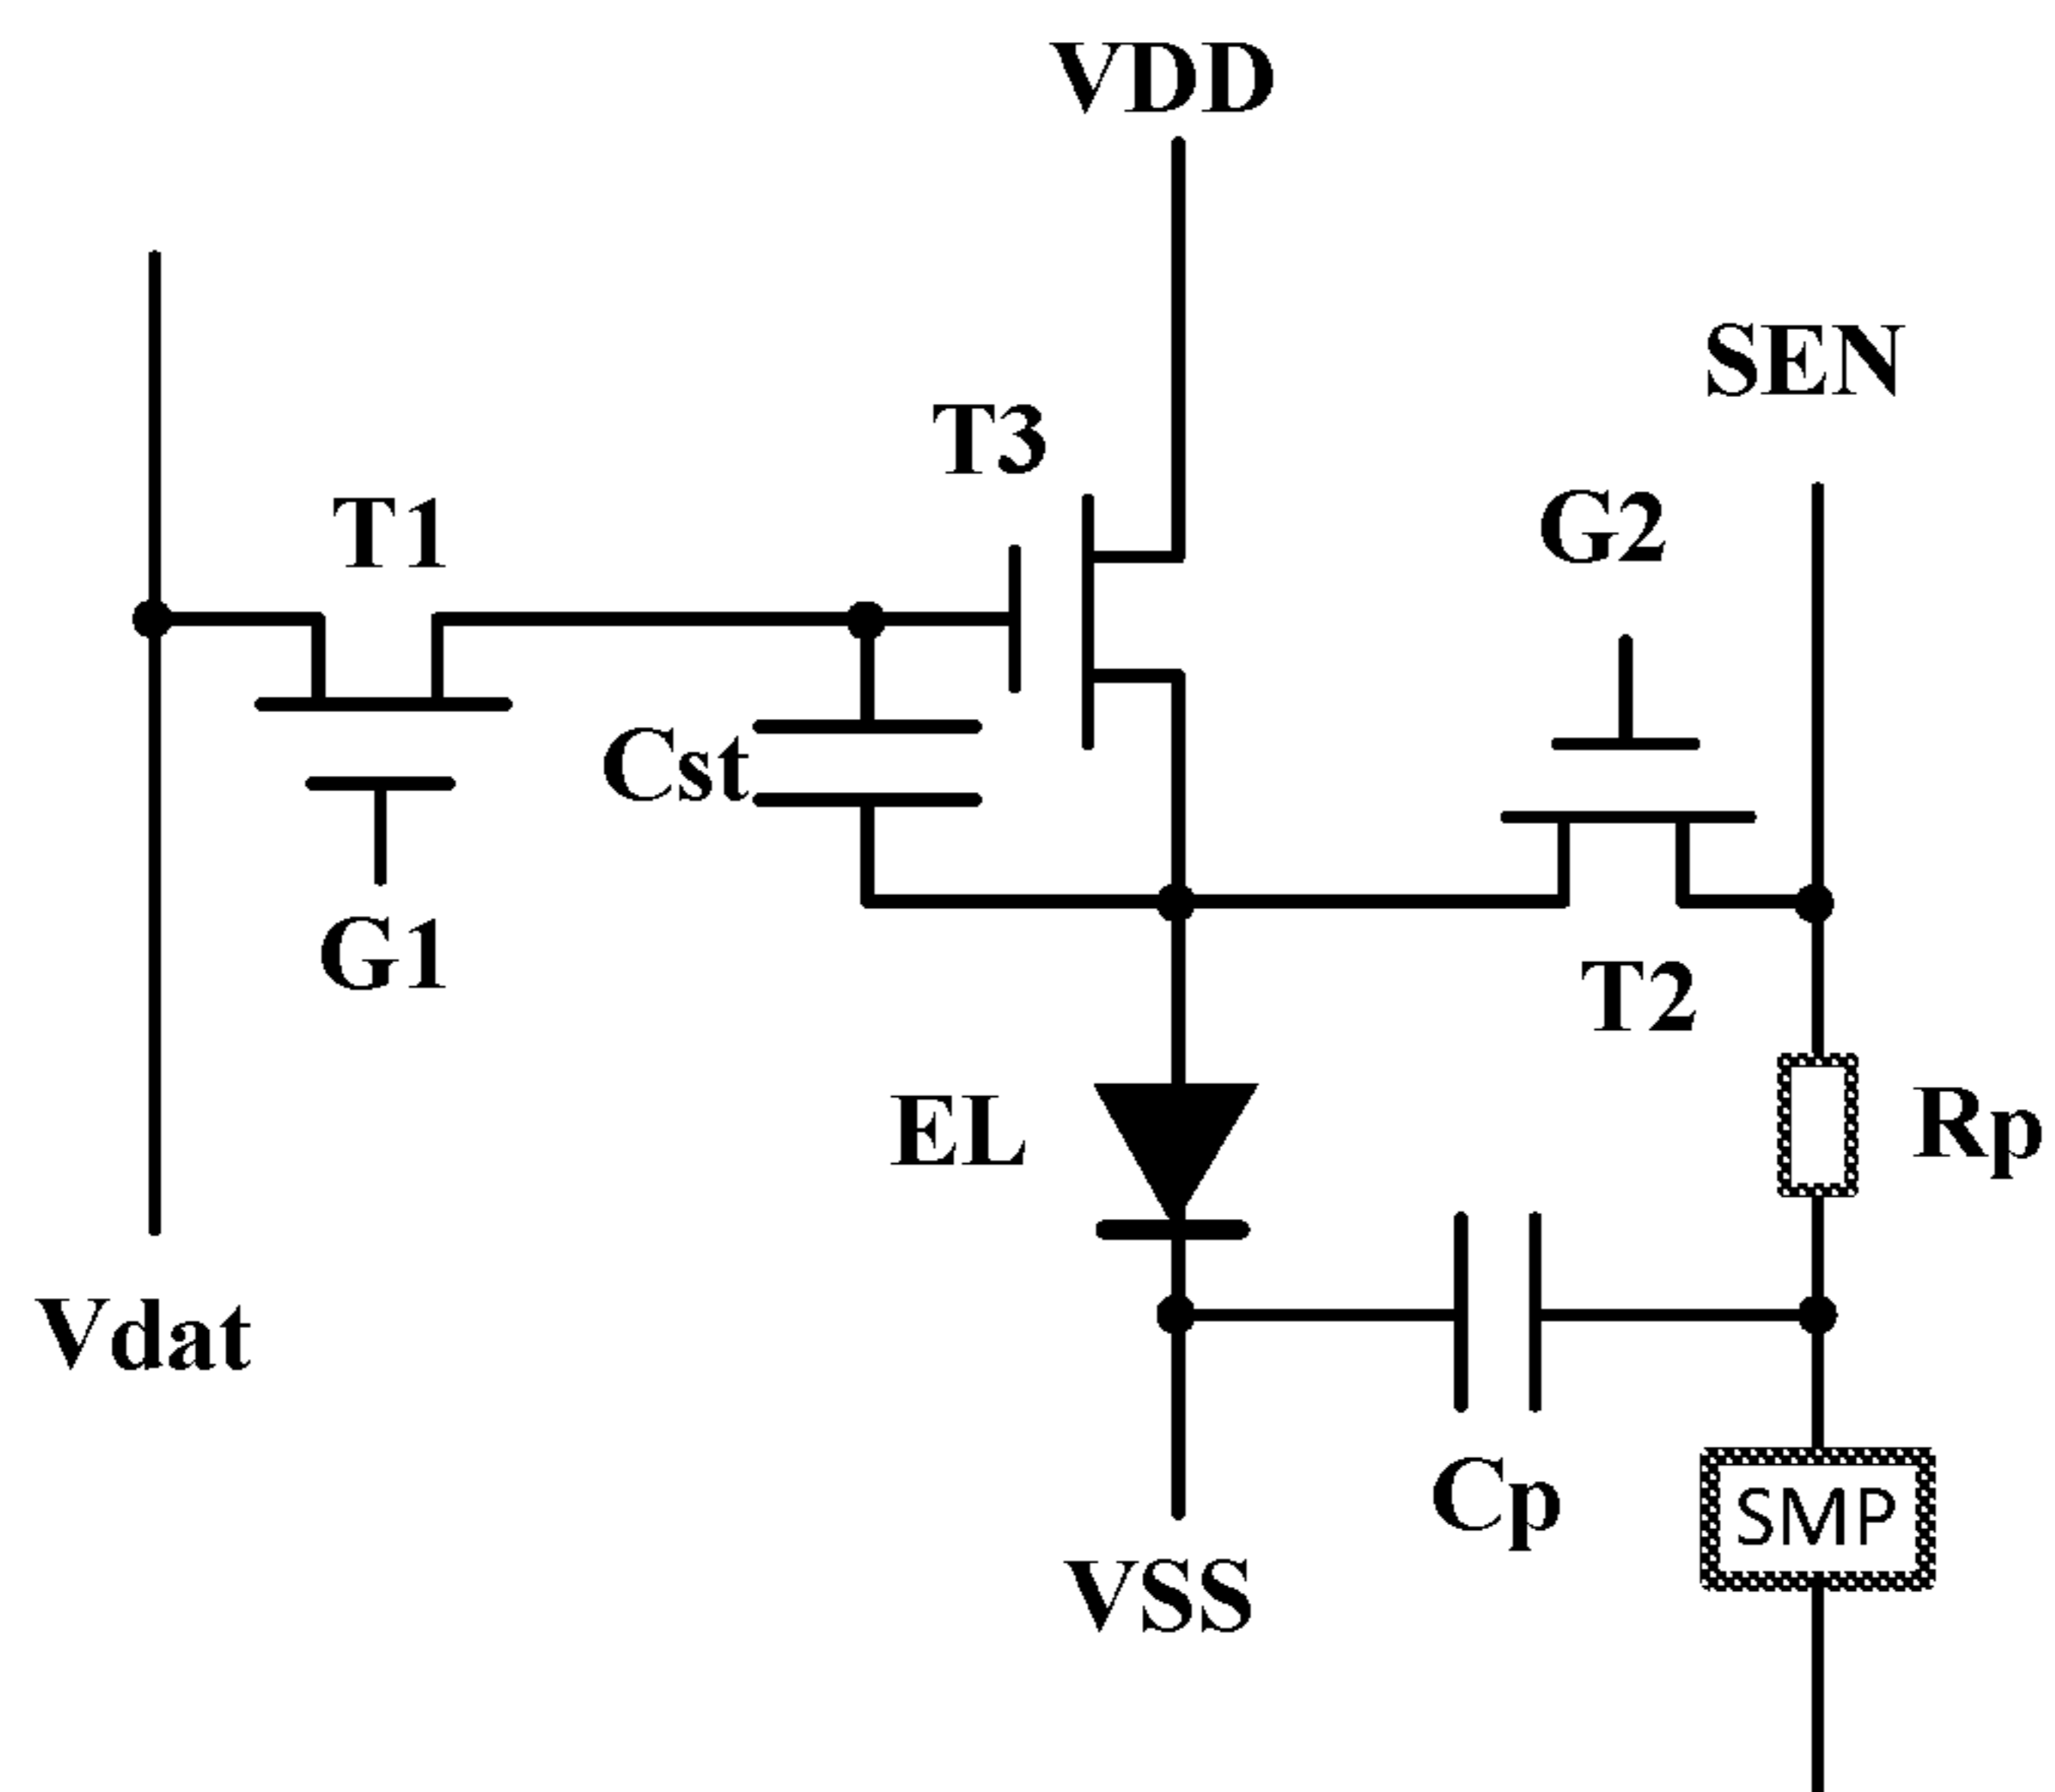 VDD
SEN
T3
G2
T1
Cst
G1
T2
EL
Rp
Vdat
Cp
SMP
VSS